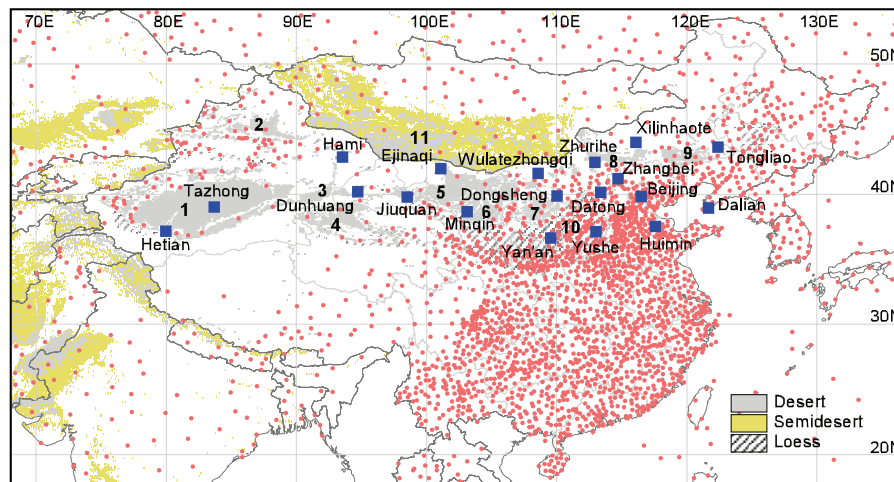 70E 80E 90E 100E 110E 120E 130E
50N
11
Xilinhaote
2
Hami
Zhurihe
9
Ejinaqi
Wulatezhongqi
8
Zhangbei
Tongliao
40N
Tazhong
3
5
Dongsheng
Beijing
1
Dunhuang
Jiuquan
6
7
Datong
Dalian
4
Minqin
10
Hetian
Yan'an
Yushe
Huimin
30N
Desert
Semidesert
Loess
20N